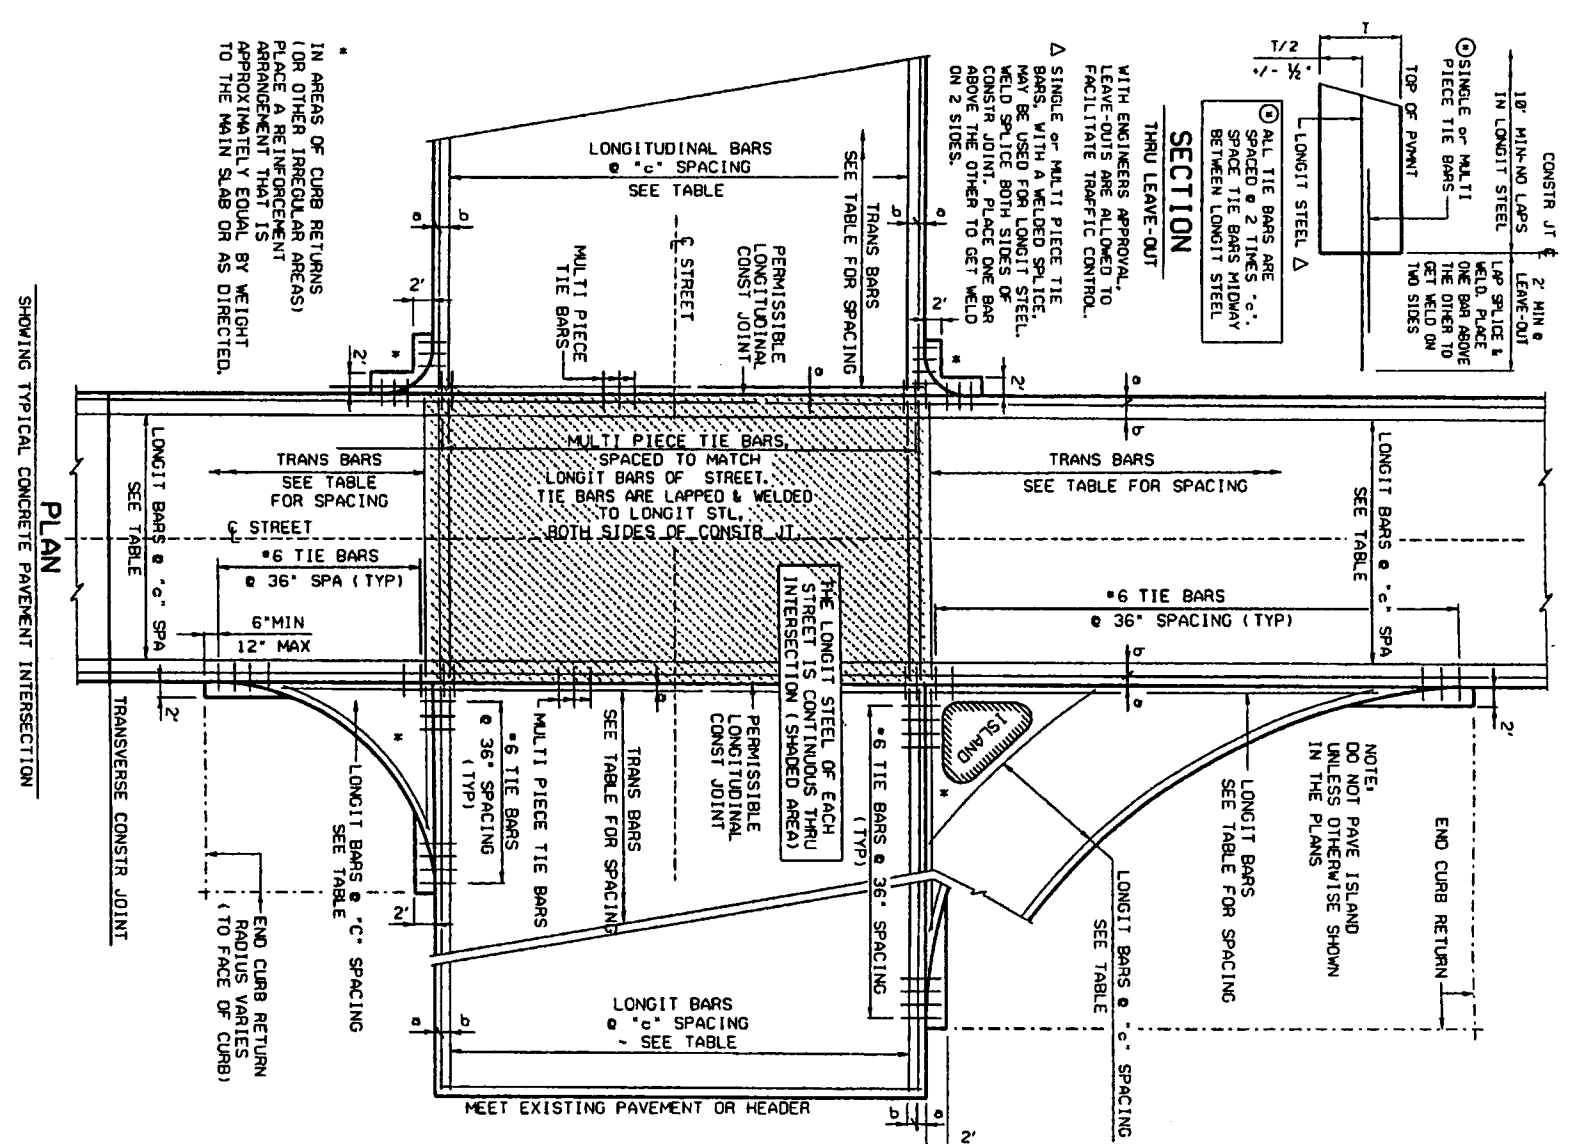 CONSTR JT ℄
10' MIN-NO LAPS
IN LONGIT STEEL
2' MIN @
LEAVE-OUT
LAP SPLICE &
WELD. PLACE
ONE BAR ABOVE
THE OTHER TO
GET WELD ON
TWO SIDES
* SINGLE or MULTI
PIECE TIE BARS
TOP OF PVMNT
T
T/2
+/- ½"
LONGIT STEEL △
* ALL TIE BARS ARE
SPACED @ 2 TIMES "c".
SPACE TIE BARS MIDWAY
BETWEEN LONGIT STEEL
SECTION
THRU LEAVE-OUT
WITH ENGINEERS APPROVAL,
LEAVE-OUTS ARE ALLOWED TO
FACILITATE TRAFFIC CONTROL.
△ SINGLE or MULTI PIECE TIE
BARS, WITH A WELDED SPLICE,
MAY BE USED FOR LONGIT STEEL.
WELD SPLICE BOTH SIDES OF
CONSTR JOINT. PLACE ONE BAR
ABOVE THE OTHER TO GET WELD
ON 2 SIDES.
*
IN AREAS OF CURB RETURNS
(OR OTHER IRREGULAR AREAS)
PLACE A REINFORCEMENT
ARRANGEMENT THAT IS
APPROXIMATELY EQUAL BY WEIGHT
TO THE MAIN SLAB OR AS DIRECTED.
LONGITUDINAL BARS
@ "c" SPACING
SEE TABLE
TRANS BARS
SEE TABLE FOR SPACING
a
b
b
a
℄ STREET
PERMISSIBLE
LONGITUDINAL
CONST JOINT
MULTI PIECE
TIE BARS
2'
2'
2'
2'
*
*
a
a
b
MULTI PIECE TIE BARS,
SPACED TO MATCH
LONGIT BARS OF STREET.
TIE BARS ARE LAPPED & WELDED
TO LONGIT STL,
BOTH SIDES OF CONSTR JT.
TRANS BARS
SEE TABLE
FOR SPACING
TRANS BARS
SEE TABLE FOR SPACING
LONGIT BARS @ "c" SPA
SEE TABLE
LONGIT BARS @ "c" SPA
SEE TABLE
℄ STREET
#6 TIE BARS
@ 36" SPA (TYP)
6"MIN
12" MAX
#6 TIE BARS
@ 36" SPACING (TYP)
THE LONGIT STEEL OF EACH
STREET IS CONTINUOUS THRU
INTERSECTION (SHADED AREA)
b
a
a
2'
2'
ISLAND
*
*
#6 TIE BARS
@ 36" SPACING
(TYP)
MULTI PIECE TIE BARS
TRANS BARS
SEE TABLE FOR SPACING
PERMISSIBLE
LONGITUDINAL
CONST JOINT
#6 TIE BARS @ 36" SPACING
(TYP)
LONGIT BARS @ "C" SPACING
SEE TABLE
LONGIT BARS
SEE TABLE FOR SPACING
NOTE:
DO NOT PAVE ISLAND
UNLESS OTHERWISE SHOWN
IN THE PLANS
END CURB RETURN
LONGIT BARS @ "c" SPACING
SEE TABLE
TRANSVERSE CONSTR JOINT
END CURB RETURN
RADIUS VARIES
(TO FACE OF CURB)
2'
LONGIT BARS
@ "c" SPACING
- SEE TABLE
a
b
b
a
2'
MEET EXISTING PAVEMENT OR HEADER
PLAN
SHOWING TYPICAL CONCRETE PAVEMENT INTERSECTION